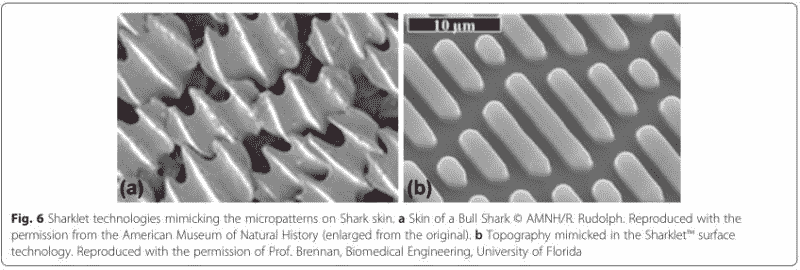 10 µm
(a)
(b)
Fig. 6 Sharklet technologies mimicking the micropatterns on Shark skin. a Skin of a Bull Shark © AMNH/R. Rudolph. Reproduced with the
permission from the American Museum of Natural History (enlarged from the original). b Topography mimicked in the Sharklet™ surface
technology. Reproduced with the permission of Prof. Brennan, Biomedical Engineering, University of Florida